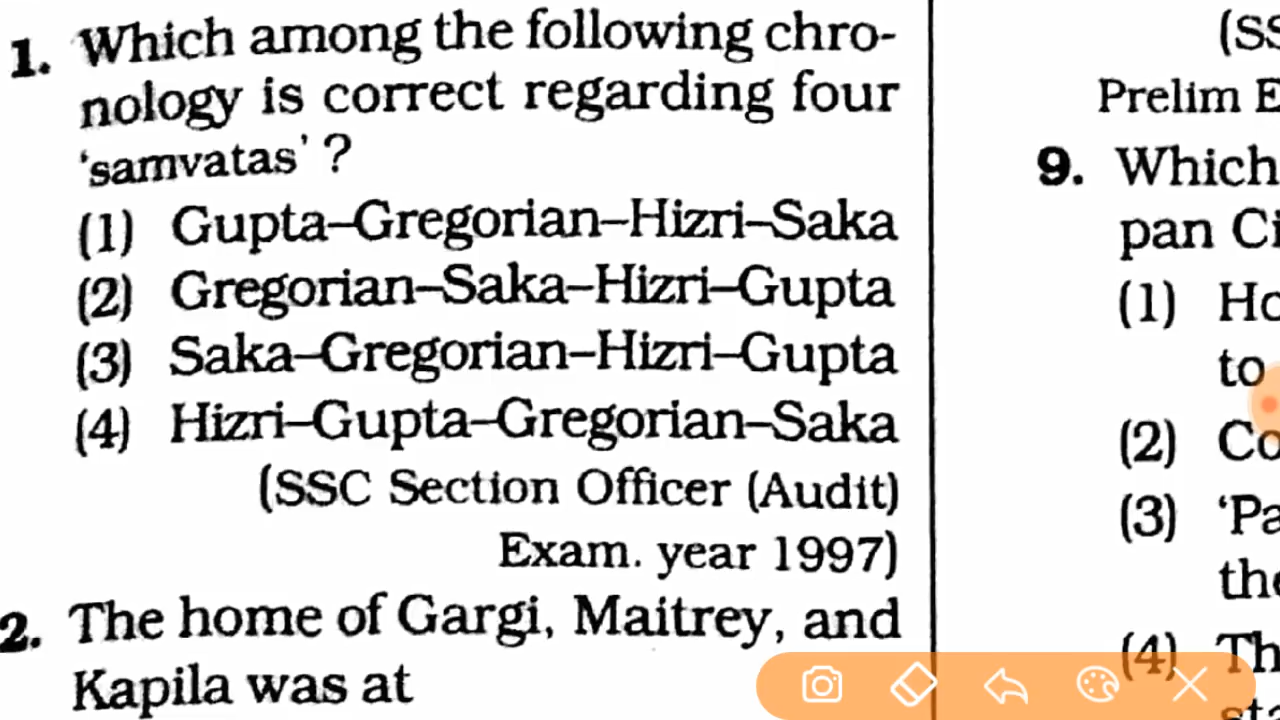 1. Which among the following chro-
nology is correct regarding four
'samvatas' ?
(1) Gupta–Gregorian–Hizri–Saka
(2) Gregorian–Saka–Hizri–Gupta
(3) Saka–Gregorian–Hizri–Gupta
(4) Hizri–Gupta–Gregorian–Saka
(SSC Section Officer (Audit)
Exam. year 1997)
2. The home of Gargi, Maitrey, and
Kapila was at
(SS
Prelim E
9. Which
pan Ci
(1) Ho
to
(2) Co
(3) 'Pa
the
(4) Th